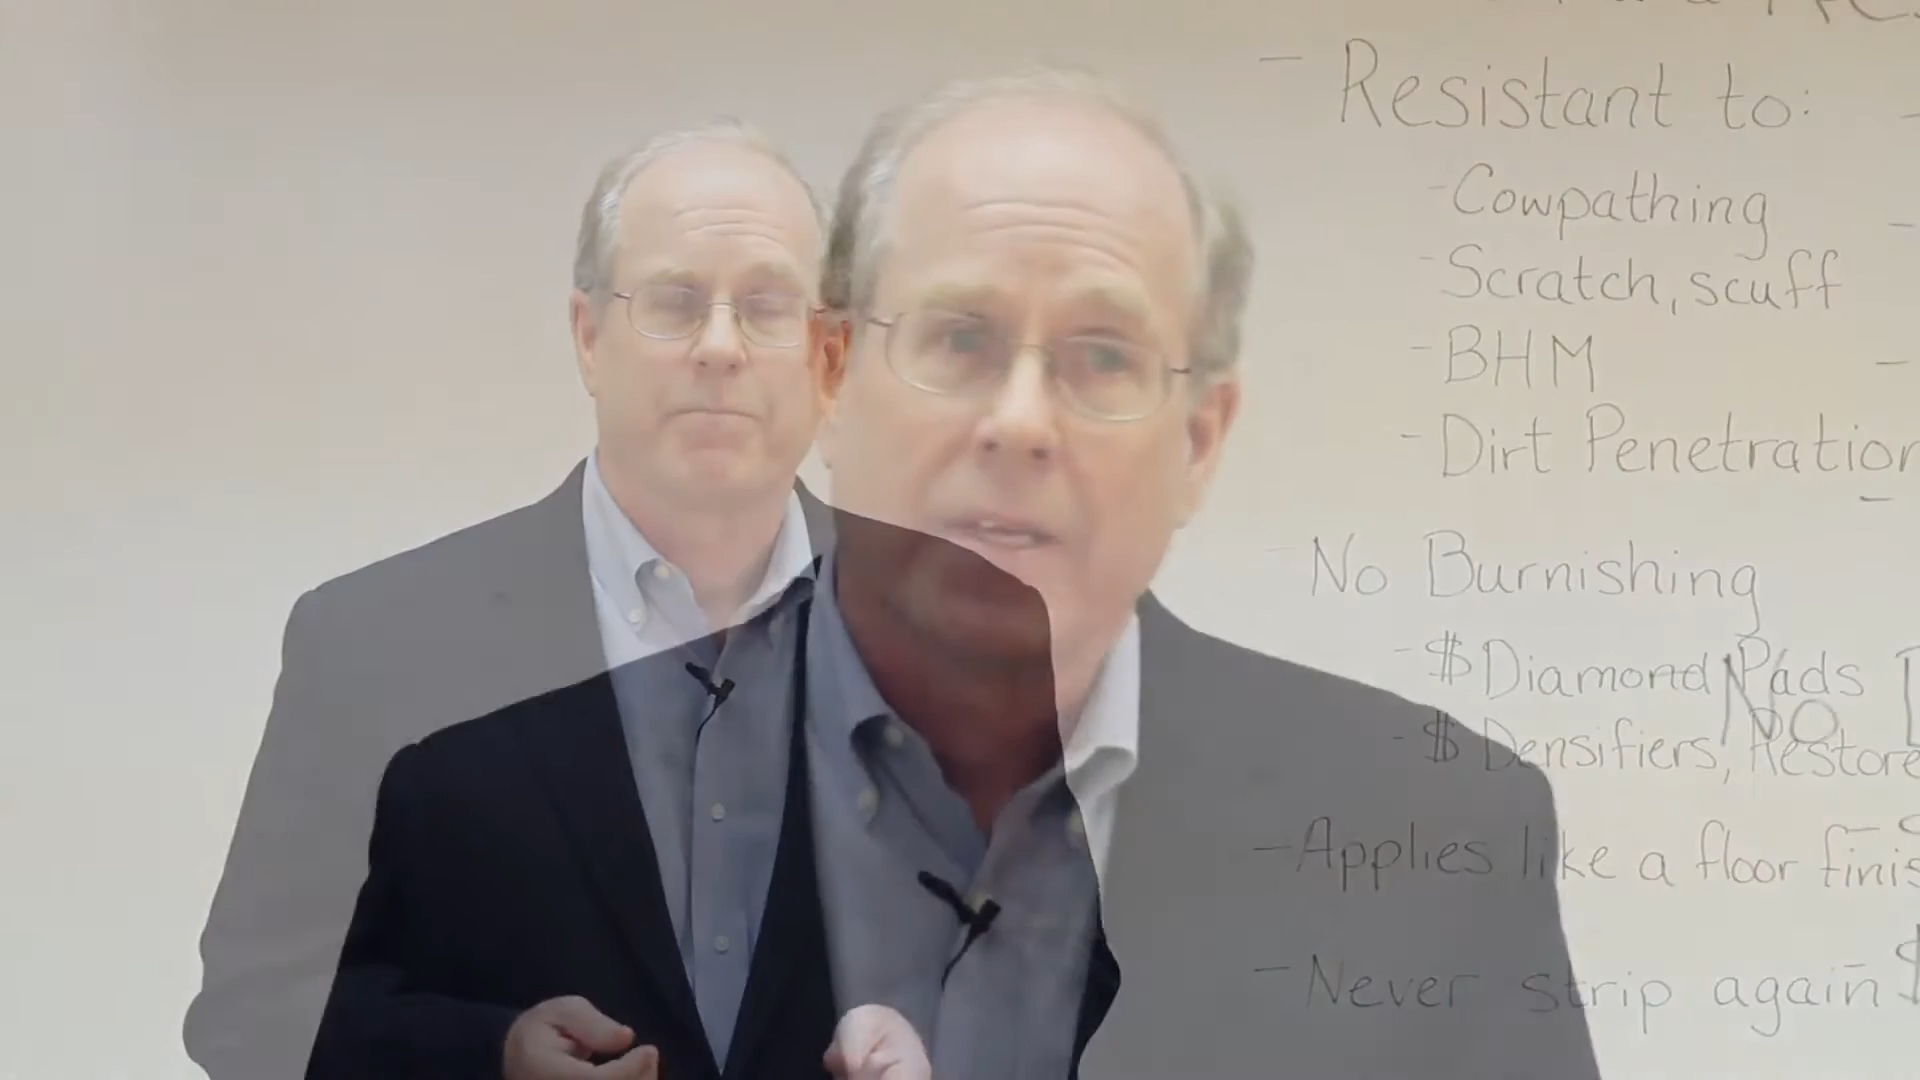 - Resistant to:
- Cowpathing
- Scratch, scuff
- BHM
- Dirt Penetration
- No Burnishing
- $ Diamond Pads
No
- $ Densifiers, Restore
- Applies like a floor finis
- Never strip again
$